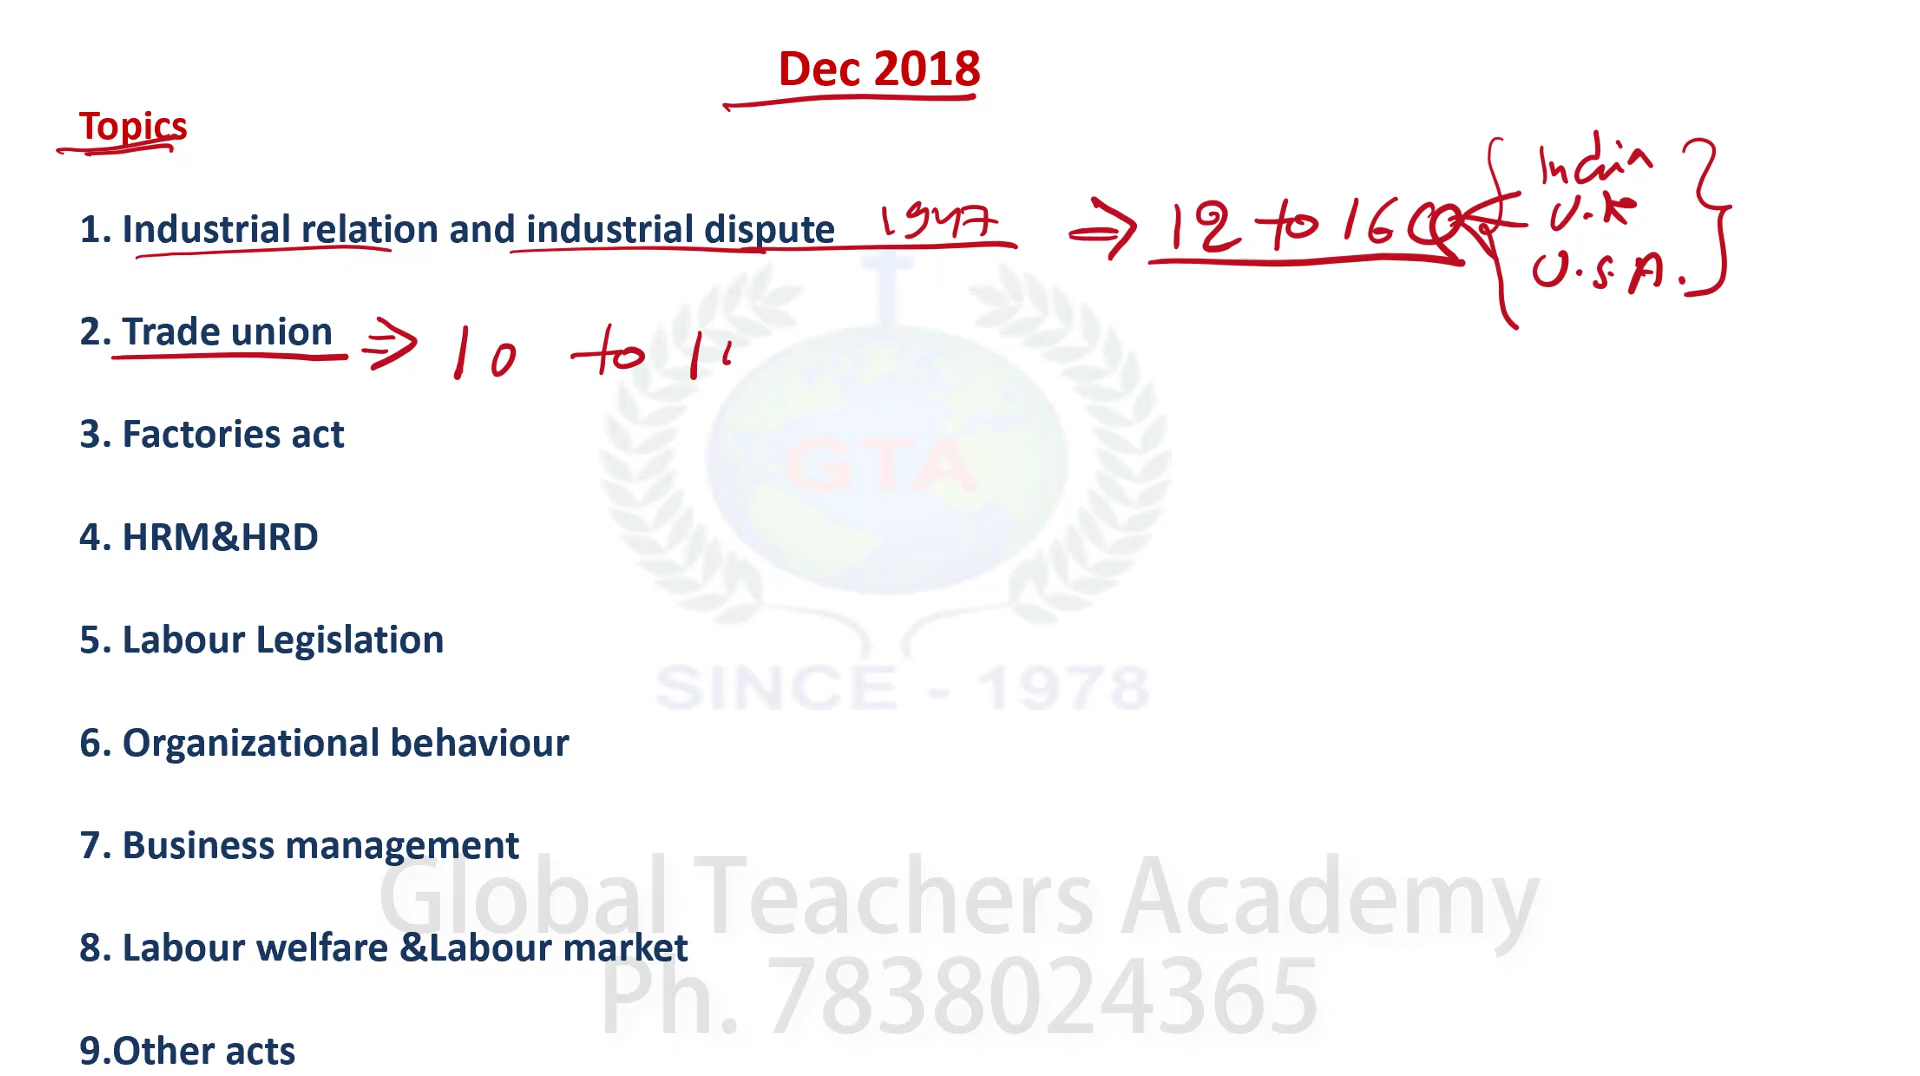 Dec 2018
Topics
1. Industrial relation and industrial dispute 1947 ⇒ 12 to 16 Q
India
U.K
U.S.A.
2. Trade union ⇒ 10 to
3. Factories act
4. HRM&HRD
5. Labour Legislation
6. Organizational behaviour
7. Business management
8. Labour welfare &Labour market
9.Other acts
GTA
SINCE - 1978
Global Teachers Academy
Ph. 7838024365